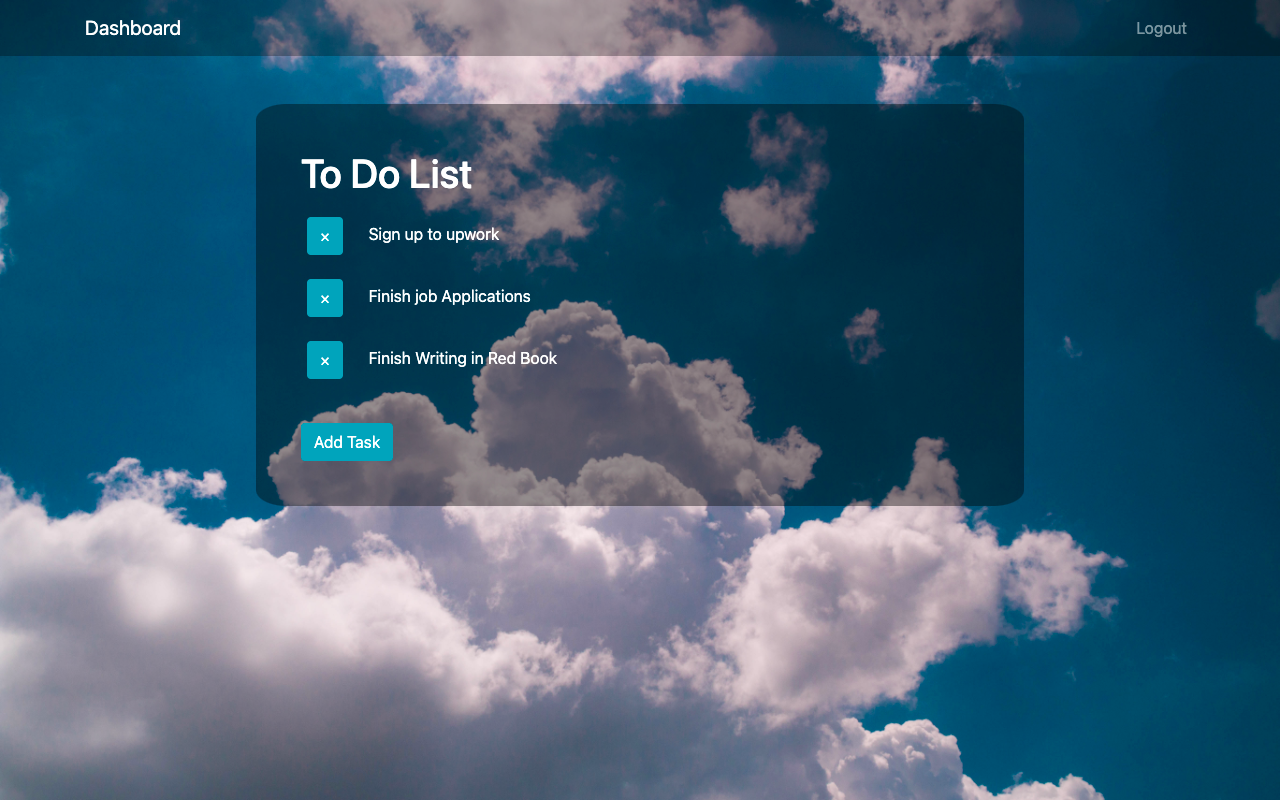 Dashboard
Logout
To Do List
× Sign up to upwork
× Finish job Applications
× Finish Writing in Red Book
Add Task